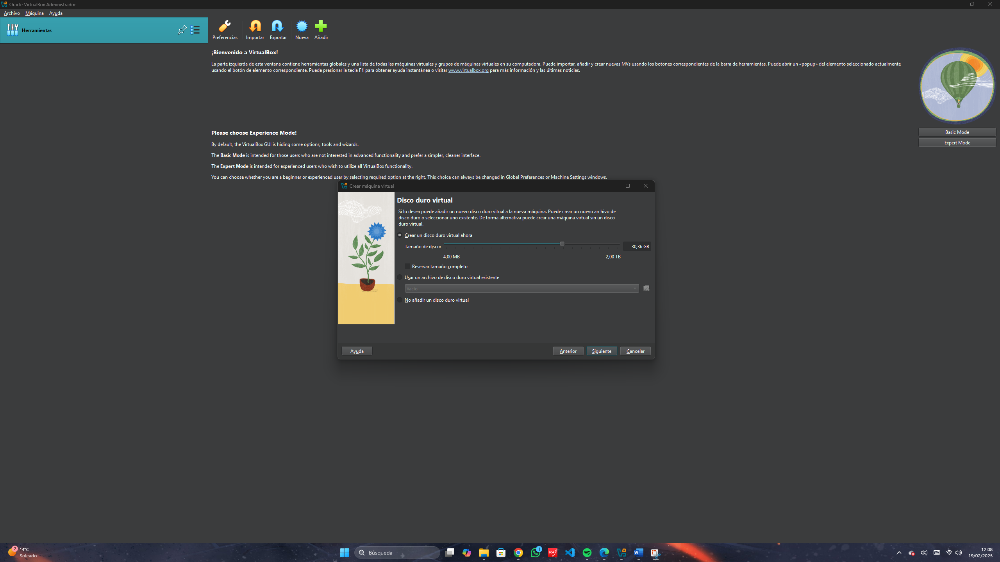 Oracle VirtualBox Administrador
Archivo Máquina Ayuda
Herramientas
Preferencias Importar Exportar Nueva Añadir
¡Bienvenido a VirtualBox!
La parte izquierda de esta ventana contiene herramientas globales y una lista de todas las máquinas virtuales y grupos de máquinas virtuales en su computadora. Puede importar, añadir y crear nuevas MVs usando los botones correspondientes de la barra de herramientas. Puede abrir un «popup» del elemento seleccionado actualmente
usando el botón de elemento correspondiente. Puede presionar la tecla F1 para obtener ayuda instantánea o visitar www.virtualbox.org para más información y las últimas noticias.
Please choose Experience Mode!
Basic Mode
Expert Mode
By default, the VirtualBox GUI is hiding some options, tools and wizards.
The Basic Mode is intended for those users who are not interested in advanced functionality and prefer a simpler, cleaner interface.
The Expert Mode is intended for experienced users who wish to utilize all VirtualBox functionality.
You can choose whether you are a beginner or experienced user by selecting required option at the right. This choice can always be changed in Global Preferences or Machine Settings windows.
Crear máquina virtual
Disco duro virtual
Si lo desea puede añadir un nuevo disco duro vitual a la nueva máquina. Puede crear un nuevo archivo de
disco duro o seleccionar uno existente. De forma alternativa puede crear una máquina virtual sin un disco
duro virtual.
Crear un disco duro virtual ahora
Tamaño de disco: 30,36 GB
4,00 MB 2,00 TB
Reservar tamaño completo
Usar un archivo de disco duro virtual existente
Vacío
No añadir un disco duro virtual
Ayuda Anterior Siguiente Cancelar
2 14°C
Soleado
Búsqueda
1
PDF
12:08
19/02/2025